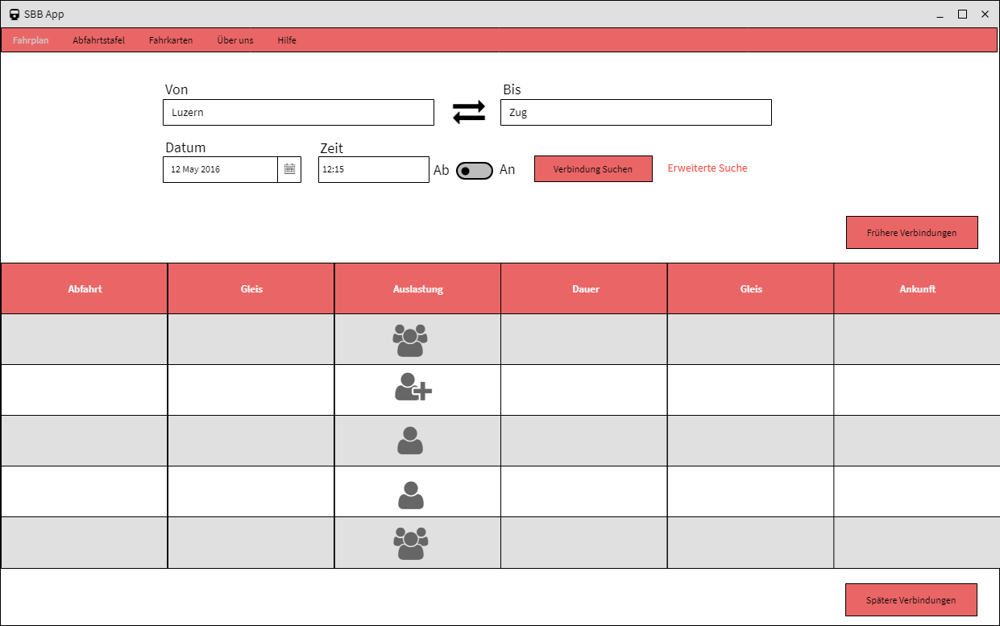 SBB App
Fahrplan Abfahrtstafel Fahrkarten Über uns Hilfe
Von Bis
Luzern Zug
Datum Zeit
12 May 2016 12:15 Ab An Verbindung Suchen Erweiterte Suche
Frühere Verbindungen
Abfahrt Gleis Auslastung Dauer Gleis Ankunft
Spätere Verbindungen